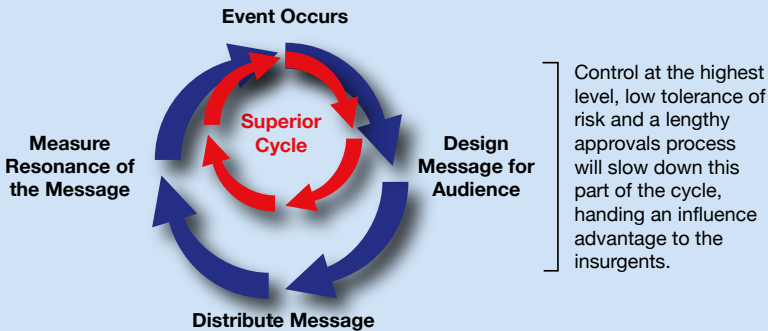 Event Occurs
Superior
Cycle
Measure
Resonance of
the Message
Design
Message for
Audience
Distribute Message
Control at the highest
level, low tolerance of
risk and a lengthy
approvals process
will slow down this
part of the cycle,
handing an influence
advantage to the
insurgents.